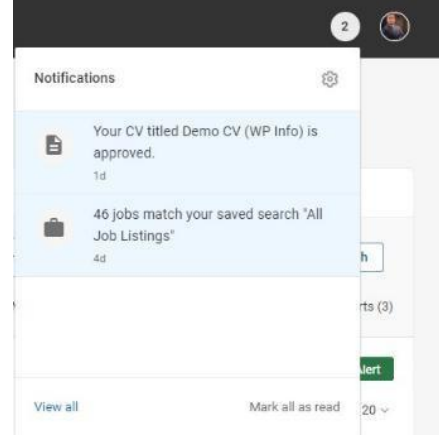 2
Notifications
Your CV titled Demo CV (WP Info) is
approved.
1d
46 jobs match your saved search "All
Job Listings"
4d
h
rts (3)
lert
View all
Mark all as read
20